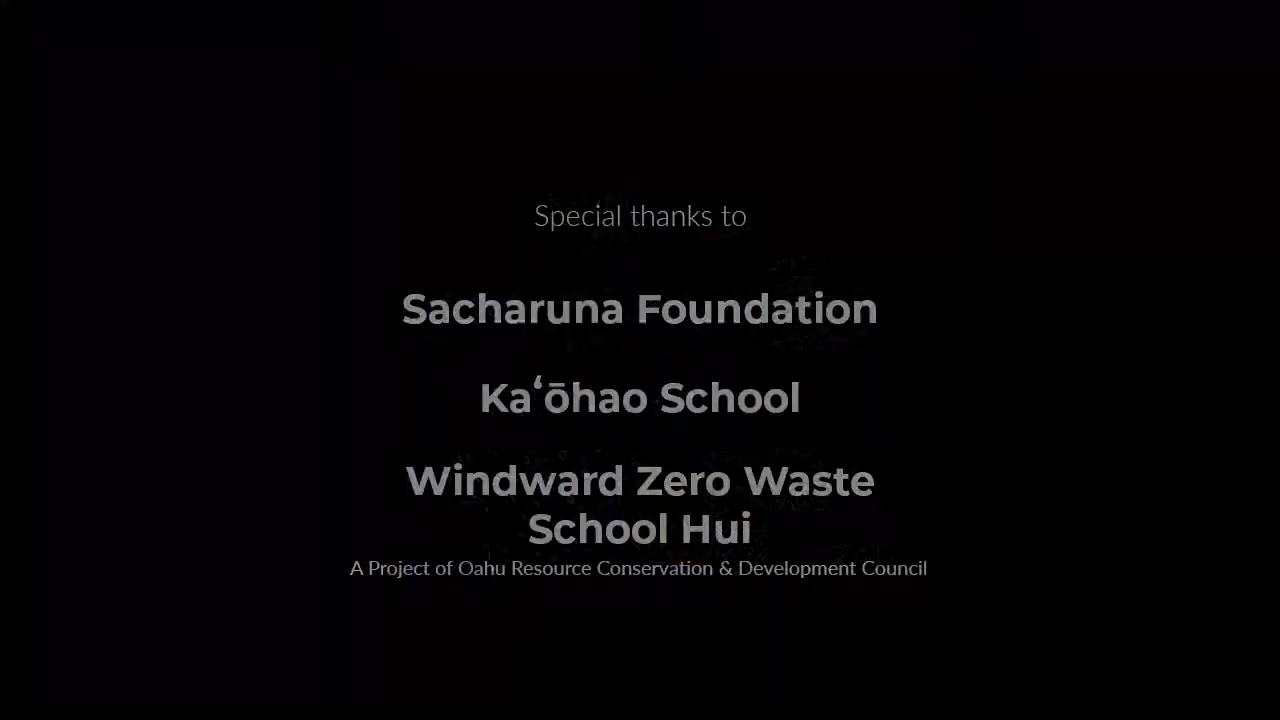 Special thanks to
Sacharuna Foundation
Kaʻōhao School
Windward Zero Waste
School Hui
A Project of Oahu Resource Conservation & Development Council